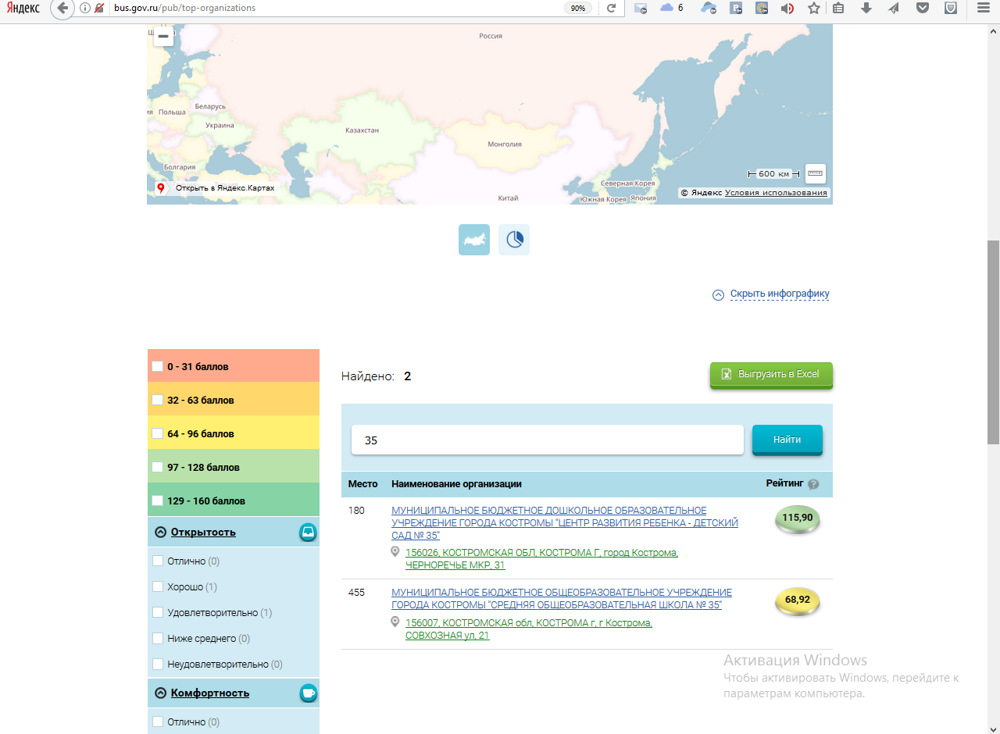 Яндекс
bus.gov.ru/pub/top-organizations
90%
6
Россия
Беларусь
Польша
Украина
Казахстан
Монголия
Болгария
600 км
Северная Корея
Южная Корея
Япония
Китай
Открыть в Яндекс.Картах
© Яндекс Условия использования
Скрыть инфографику
0 - 31 баллов
32 - 63 баллов
64 - 96 баллов
97 - 128 баллов
129 - 160 баллов
Открытость
Отлично (0)
Хорошо (1)
Удовлетворительно (1)
Ниже среднего (0)
Неудовлетворительно (0)
Комфортность
Отлично (0)
Найдено: 2
Выгрузить в Excel
35
Найти
Место Наименование организации Рейтинг ?
180 МУНИЦИПАЛЬНОЕ БЮДЖЕТНОЕ ДОШКОЛЬНОЕ ОБРАЗОВАТЕЛЬНОЕ 115,90
УЧРЕЖДЕНИЕ ГОРОДА КОСТРОМЫ "ЦЕНТР РАЗВИТИЯ РЕБЕНКА - ДЕТСКИЙ
САД № 35"
156026, КОСТРОМСКАЯ ОБЛ, КОСТРОМА Г, город Кострома,
ЧЕРНОРЕЧЬЕ МКР, 31
455 МУНИЦИПАЛЬНОЕ БЮДЖЕТНОЕ ОБЩЕОБРАЗОВАТЕЛЬНОЕ УЧРЕЖДЕНИЕ 68,92
ГОРОДА КОСТРОМЫ "СРЕДНЯЯ ОБЩЕОБРАЗОВАТЕЛЬНАЯ ШКОЛА № 35"
156007, КОСТРОМСКАЯ обл, КОСТРОМА г, г Кострома,
СОВХОЗНАЯ ул, 21
Активация Windows
Чтобы активировать Windows, перейдите к
параметрам компьютера.